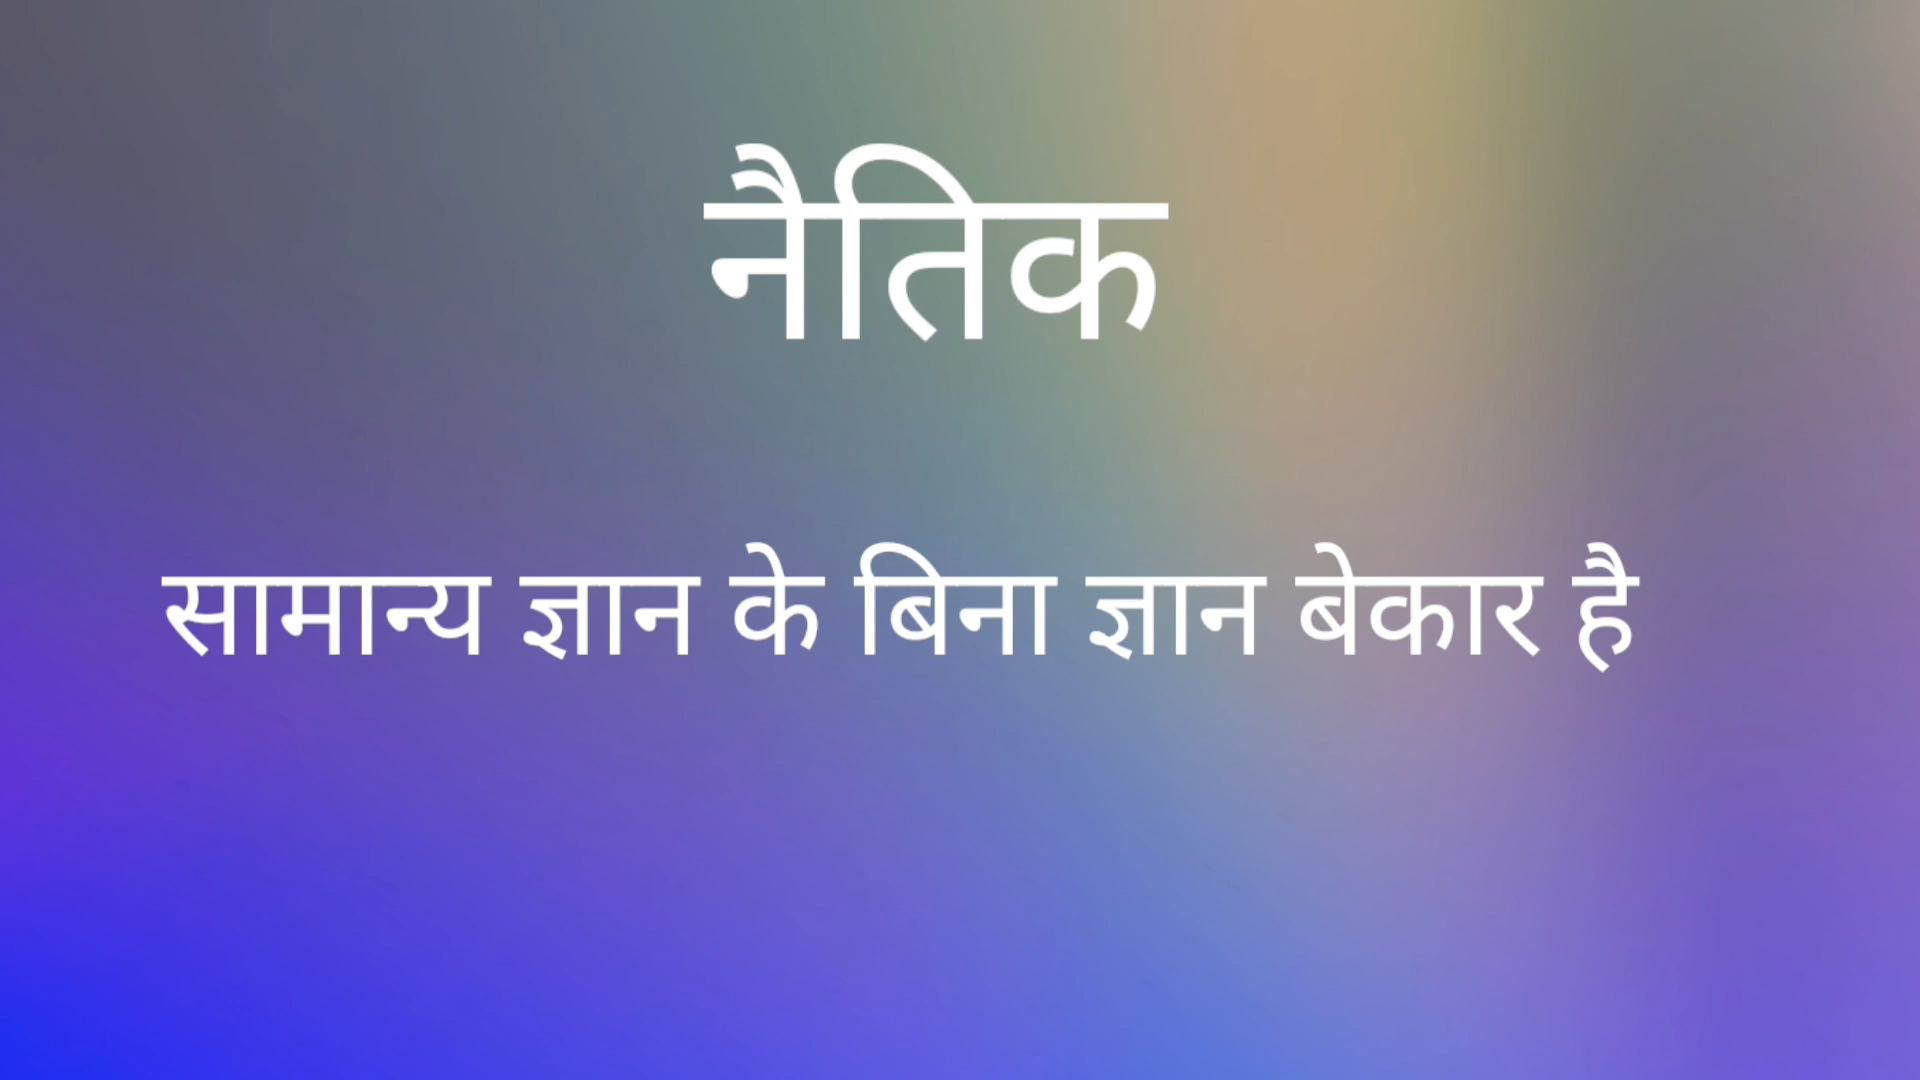 नैतिक
सामान्य ज्ञान के बिना ज्ञान बेकार है